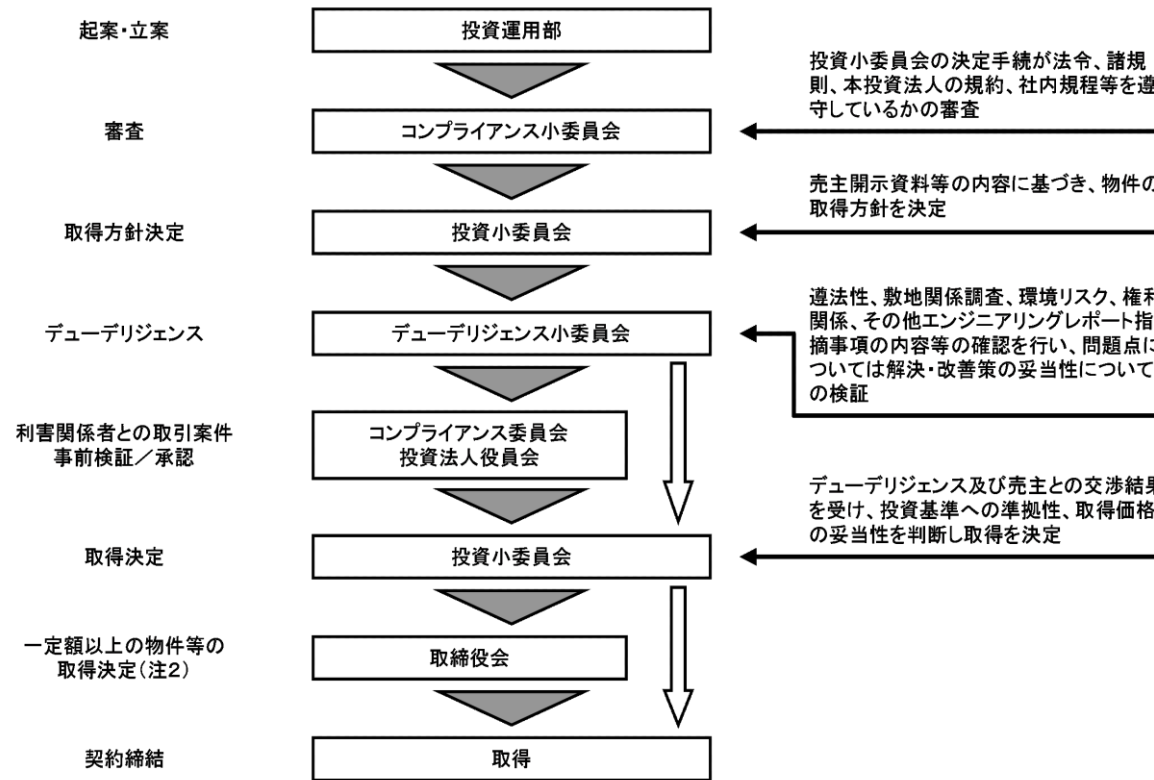 起案・立案
投資運用部
投資小委員会の決定手続が法令、諸規
則、本投資法人の規約、社内規程等を遵
守しているかの審査
審査
コンプライアンス小委員会
売主開示資料等の内容に基づき、物件の
取得方針を決定
取得方針決定
投資小委員会
遵法性、敷地関係調査、環境リスク、権利
関係、その他エンジニアリングレポート指
摘事項の内容等の確認を行い、問題点に
ついては解決・改善策の妥当性について
の検証
デューデリジェンス
デューデリジェンス小委員会
利害関係者との取引案件
事前検証／承認
コンプライアンス委員会
投資法人役員会
デューデリジェンス及び売主との交渉結果
を受け、投資基準への準拠性、取得価格
の妥当性を判断し取得を決定
取得決定
投資小委員会
一定額以上の物件等の
取得決定(注2)
取締役会
契約締結
取得